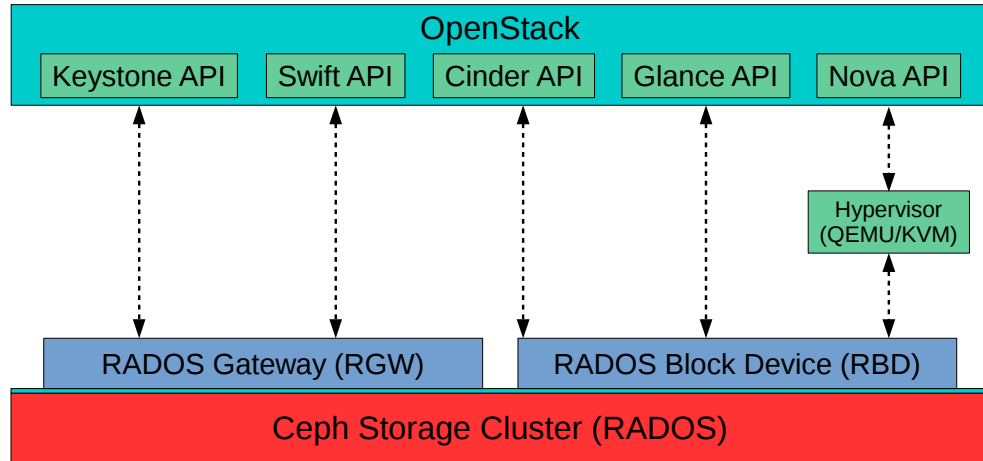 OpenStack
Keystone API
Swift API
Cinder API
Glance API
Nova API
Hypervisor
(QEMU/KVM)
RADOS Gateway (RGW)
RADOS Block Device (RBD)
Ceph Storage Cluster (RADOS)